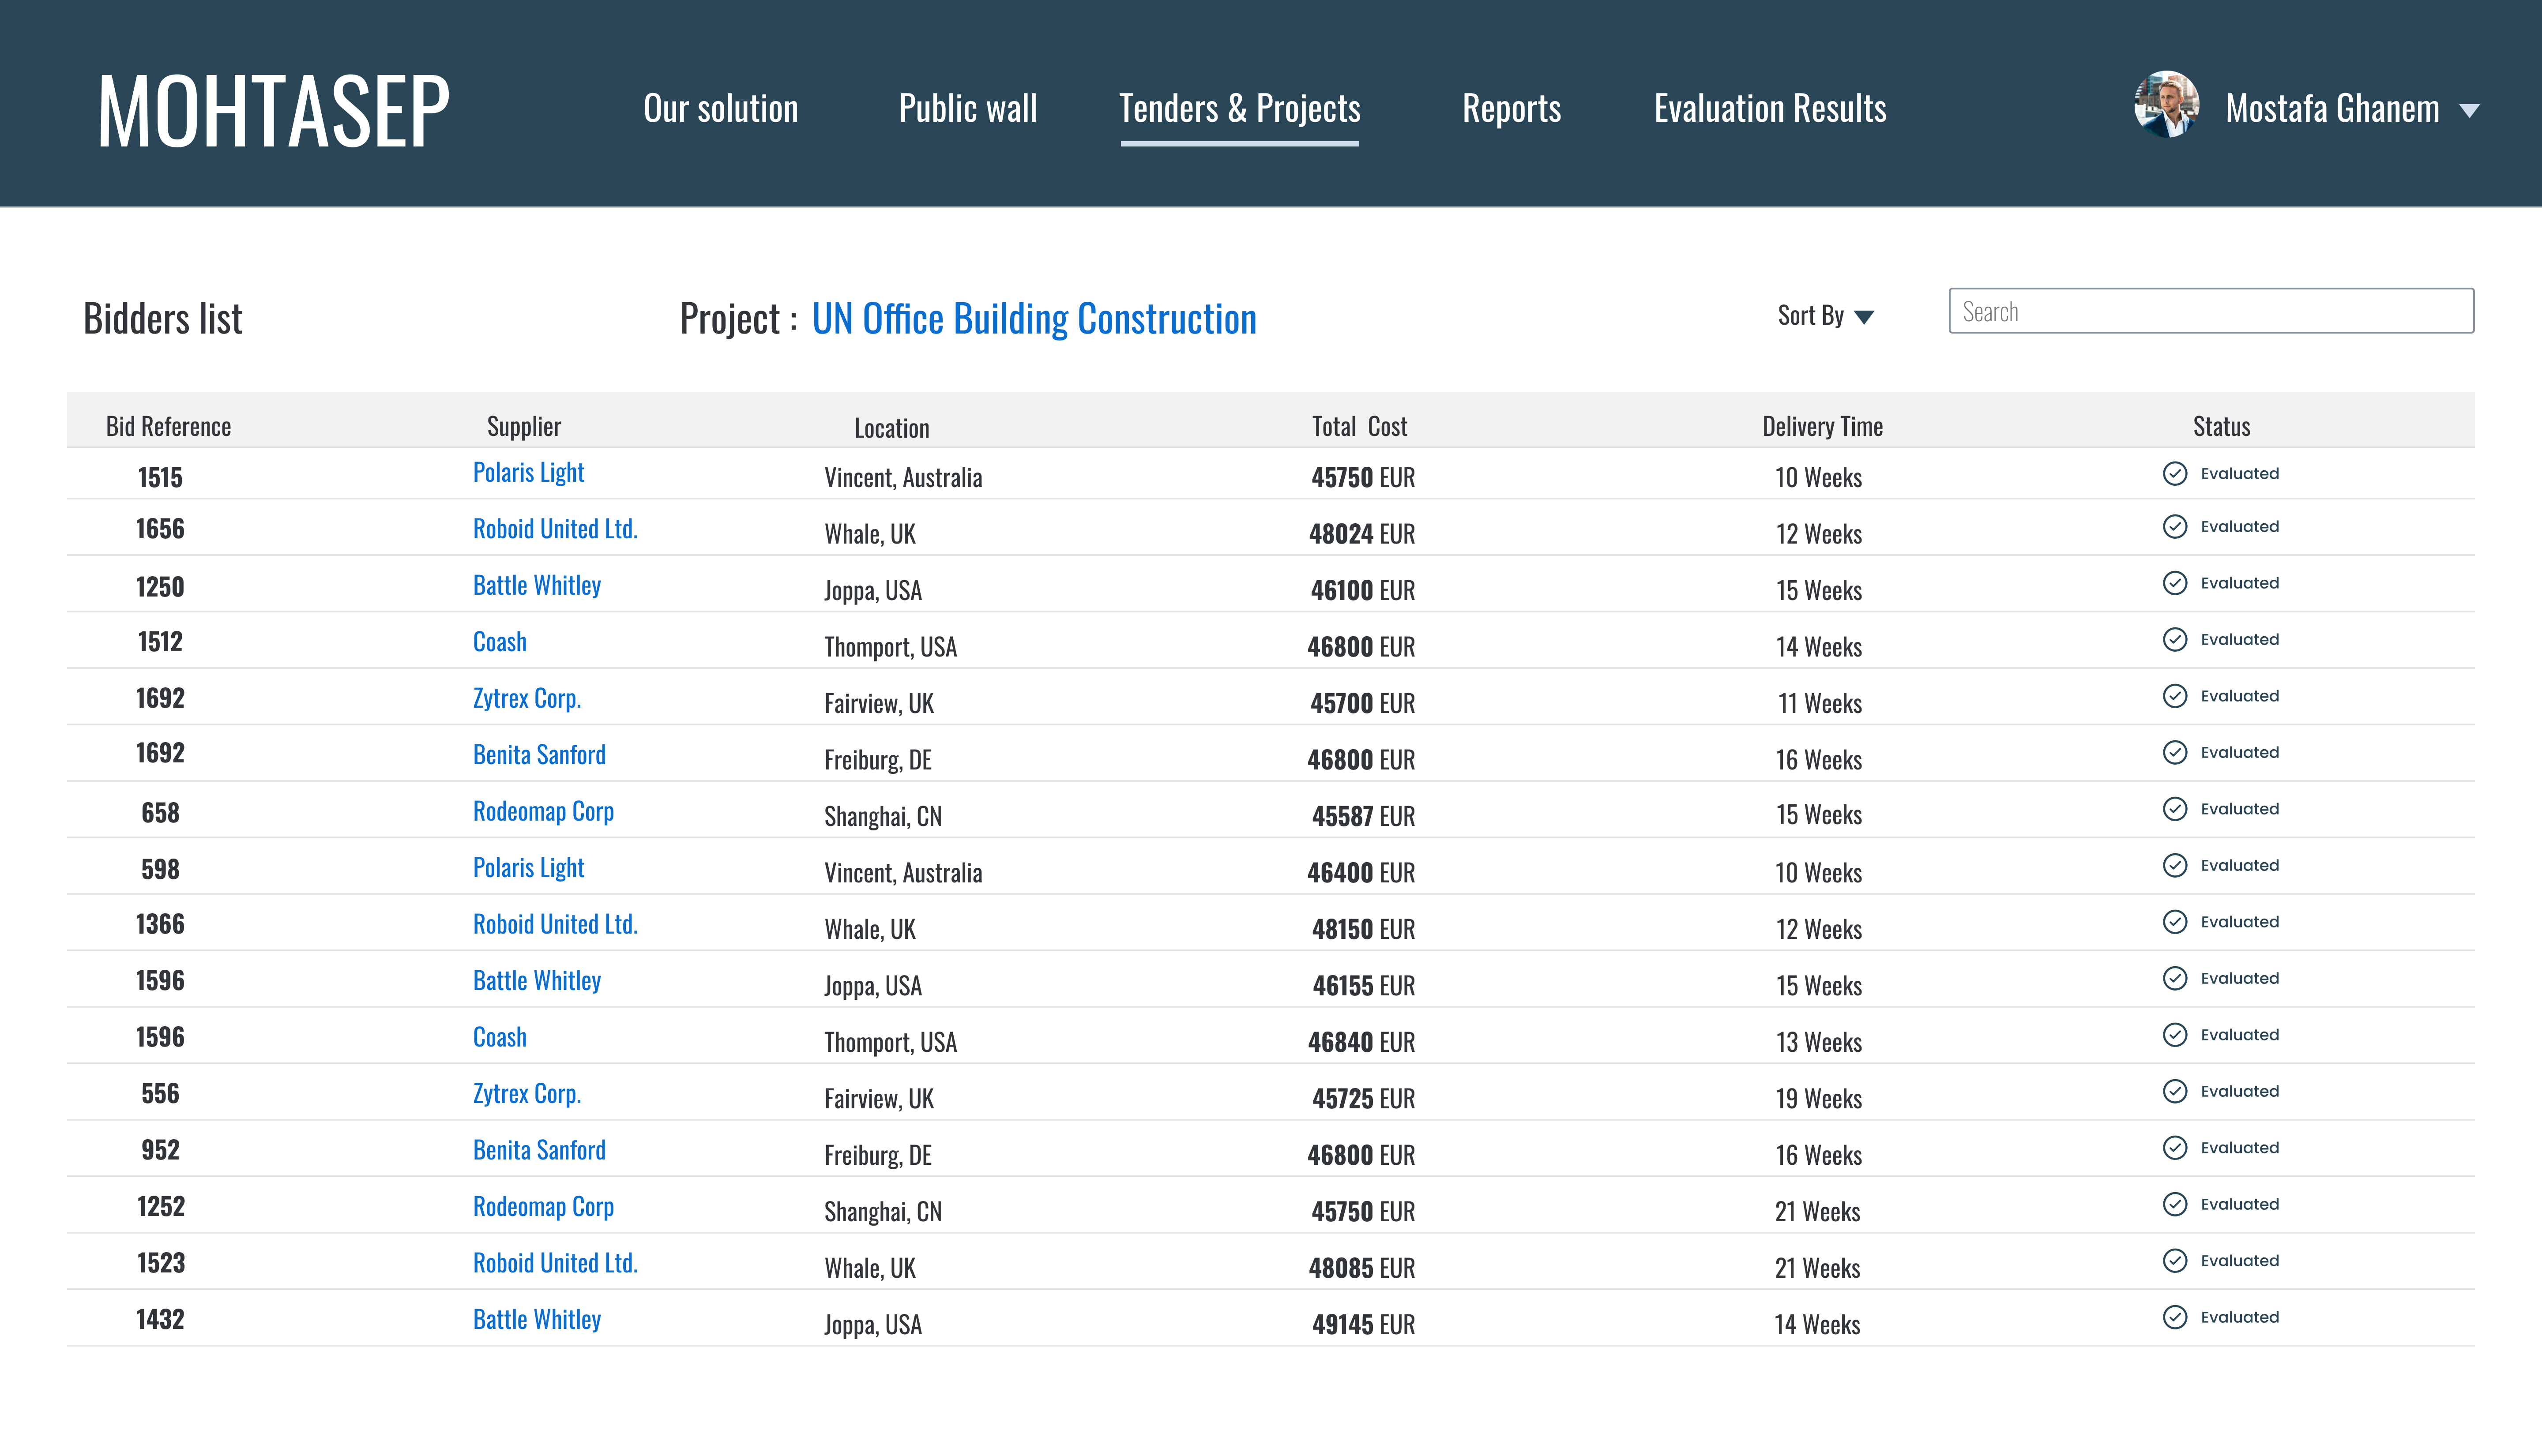 MOHTASEP Our solution Public wall Tenders & Projects Reports Evaluation Results Mostafa Ghanem
Bidders list Project : UN Office Building Construction Sort By Search
Bid Reference Supplier Location Total Cost Delivery Time Status
1515 Polaris Light Vincent, Australia 45750 EUR 10 Weeks Evaluated
1656 Roboid United Ltd. Whale, UK 48024 EUR 12 Weeks Evaluated
1250 Battle Whitley Joppa, USA 46100 EUR 15 Weeks Evaluated
1512 Coash Thomport, USA 46800 EUR 14 Weeks Evaluated
1692 Zytrex Corp. Fairview, UK 45700 EUR 11 Weeks Evaluated
1692 Benita Sanford Freiburg, DE 46800 EUR 16 Weeks Evaluated
658 Rodeomap Corp Shanghai, CN 45587 EUR 15 Weeks Evaluated
598 Polaris Light Vincent, Australia 46400 EUR 10 Weeks Evaluated
1366 Roboid United Ltd. Whale, UK 48150 EUR 12 Weeks Evaluated
1596 Battle Whitley Joppa, USA 46155 EUR 15 Weeks Evaluated
1596 Coash Thomport, USA 46840 EUR 13 Weeks Evaluated
556 Zytrex Corp. Fairview, UK 45725 EUR 19 Weeks Evaluated
952 Benita Sanford Freiburg, DE 46800 EUR 16 Weeks Evaluated
1252 Rodeomap Corp Shanghai, CN 45750 EUR 21 Weeks Evaluated
1523 Roboid United Ltd. Whale, UK 48085 EUR 21 Weeks Evaluated
1432 Battle Whitley Joppa, USA 49145 EUR 14 Weeks Evaluated